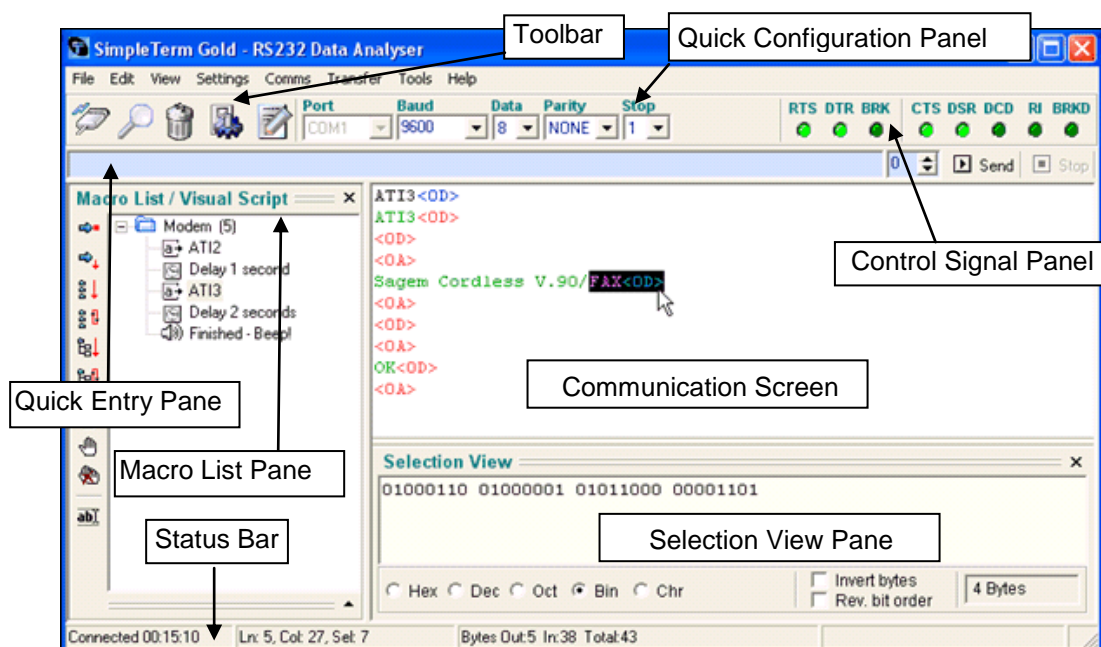 SimpleTerm Gold - RS232 Data Analyser
Toolbar
Quick Configuration Panel
File Edit View Settings Comms Transfer Tools Help
Port Baud Data Parity Stop
COM1 9600 8 NONE 1
RTS DTR BRK CTS DSR DCD RI BRKD
0 Send Stop
Macro List / Visual Script
Modem (5)
ATI2
Delay 1 second
ATI3
Delay 2 seconds
Finished - Beep!
ATI3<0D>
ATI3<0D>
<0D>
<0A>
Sagem Cordless V.90/FAX<0D>
<0A>
<0D>
<0A>
OK<0D>
<0A>
Control Signal Panel
Communication Screen
Quick Entry Pane
Macro List Pane
Status Bar
abI
Selection View
01000110 01000001 01011000 00001101
Selection View Pane
Hex Dec Oct Bin Chr
Invert bytes
Rev. bit order
4 Bytes
Connected 00:15:10 Ln: 5, Col: 27, Sel: 7 Bytes Out:5 In:38 Total:43